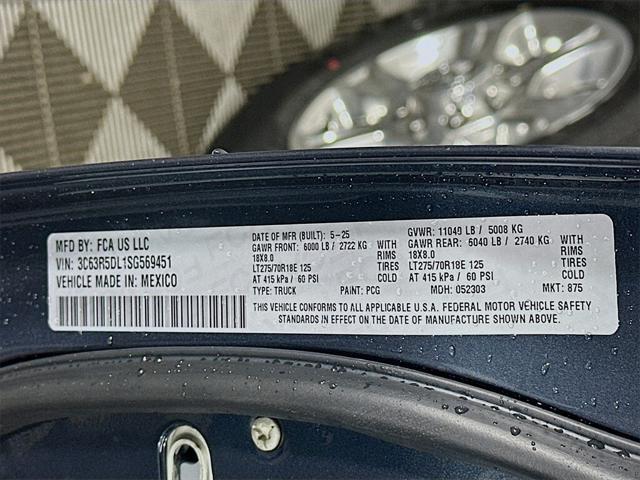 MFD BY: FCA US LLC
VIN: 3C63R5DL1SG569451
VEHICLE MADE IN: MEXICO
DATE OF MFR (BUILT): 5-25
GAWR FRONT: 6000 LB / 2722 KG WITH
18X8.0 RIMS
LT275/70R18E 125 TIRES
AT 415 kPa / 60 PSI COLD
TYPE: TRUCK PAINT: PCG
GVWR: 11040 LB / 5008 KG
GAWR REAR: 6040 LB / 2740 KG WITH
18X8.0 RIMS
LT275/70R18E 125 TIRES
AT 415 kPa / 60 PSI COLD
MDH: 052303 MKT: 875
THIS VEHICLE CONFORMS TO ALL APPLICABLE U.S.A. FEDERAL MOTOR VEHICLE SAFETY
STANDARDS IN EFFECT ON THE DATE OF MANUFACTURE SHOWN ABOVE.